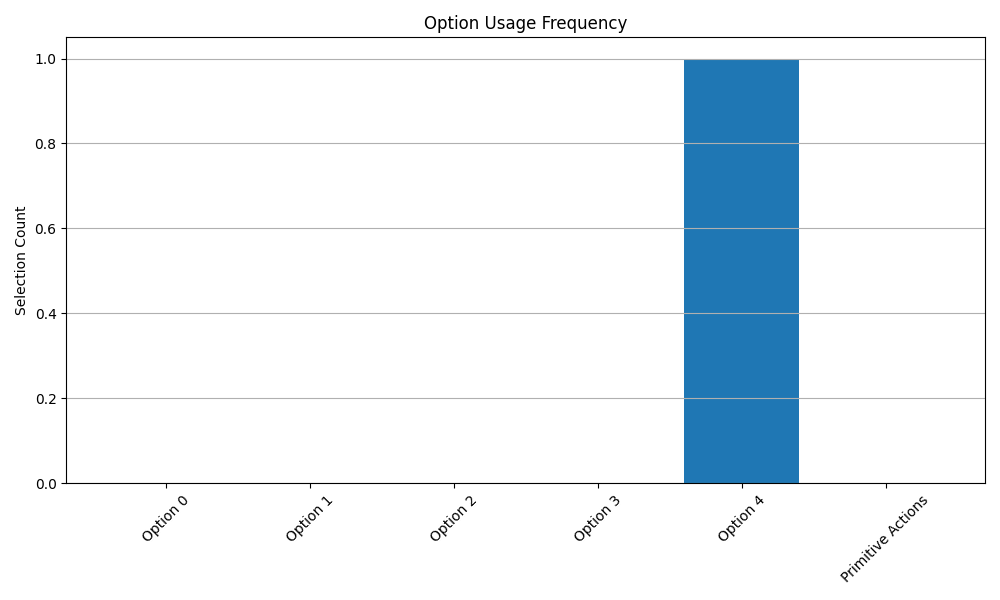 Option Usage Frequency
Selection Count
1.0
0.8
0.6
0.4
0.2
0.0
Option 0
Option 1
Option 2
Option 3
Option 4
Primitive Actions